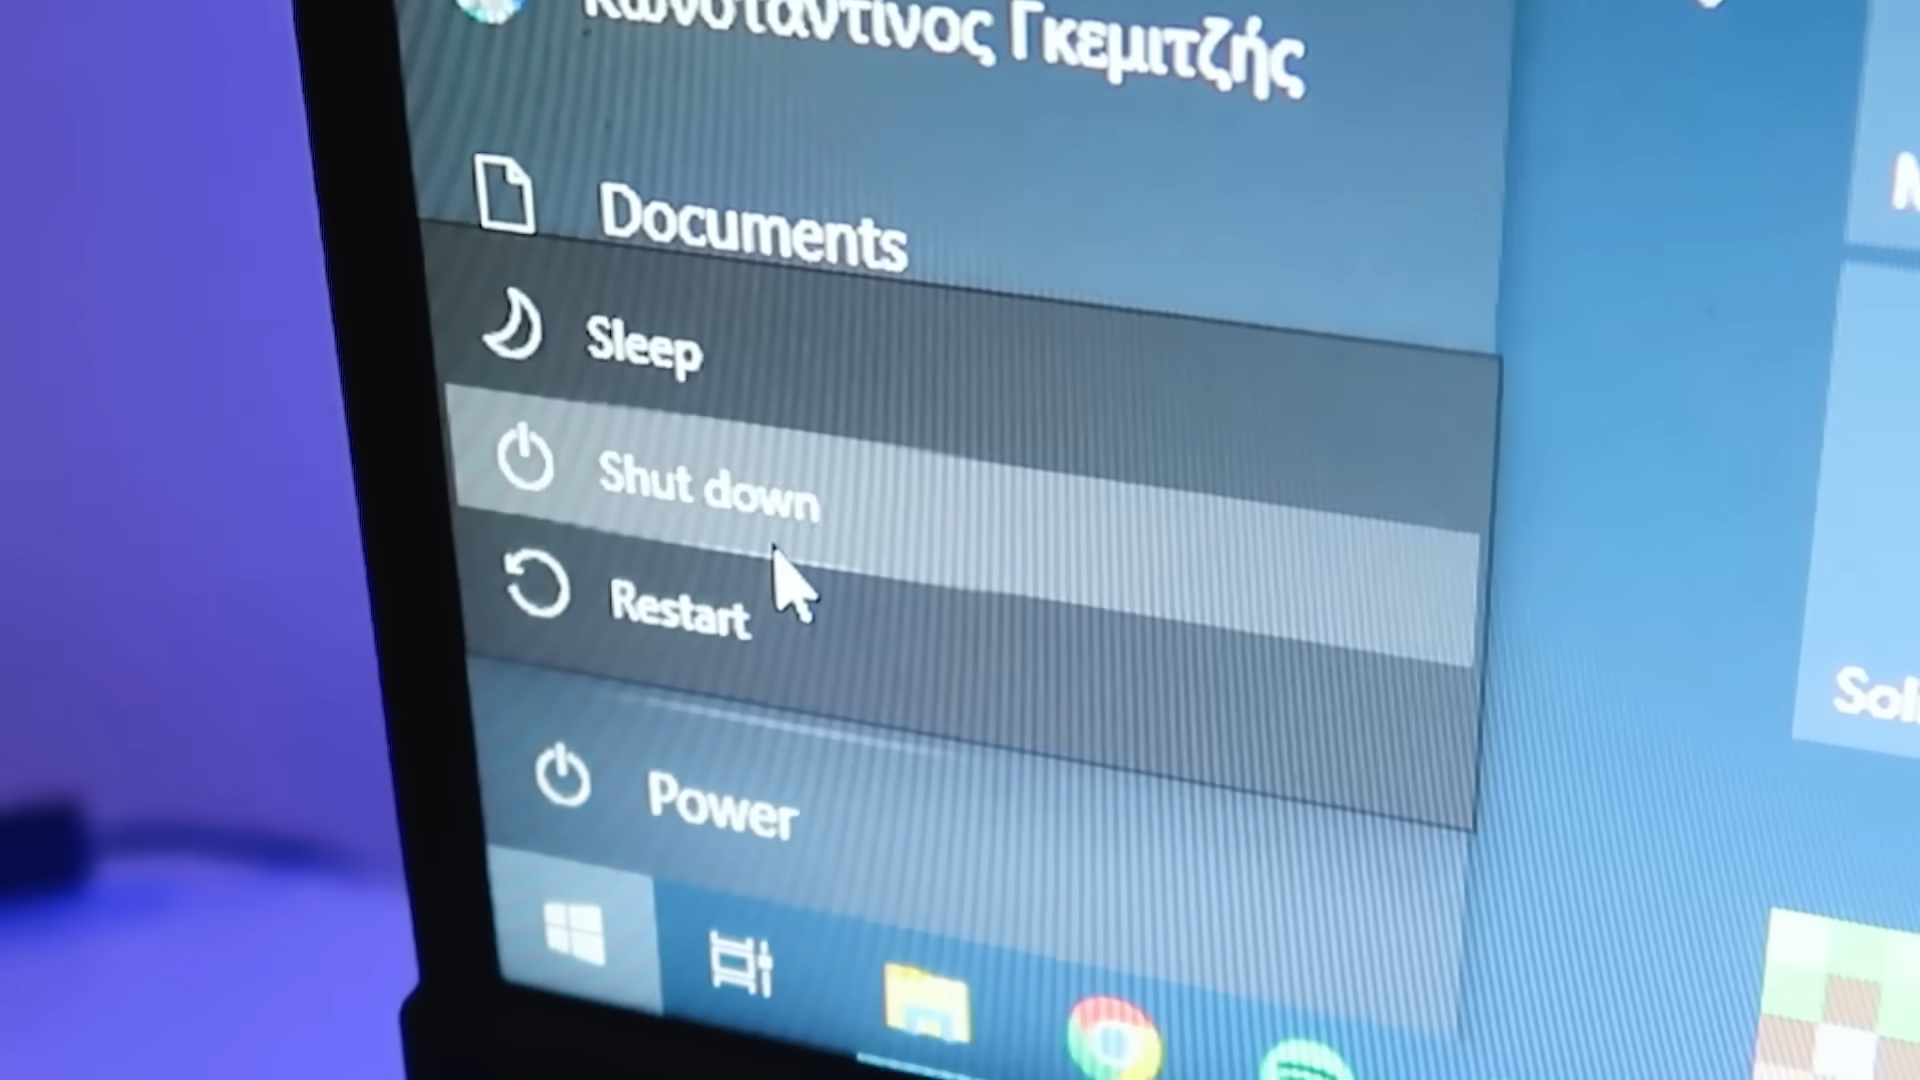 Κωνσταντίνος Γκεμιτζής
Documents
Sleep
Shut down
Restart
Power